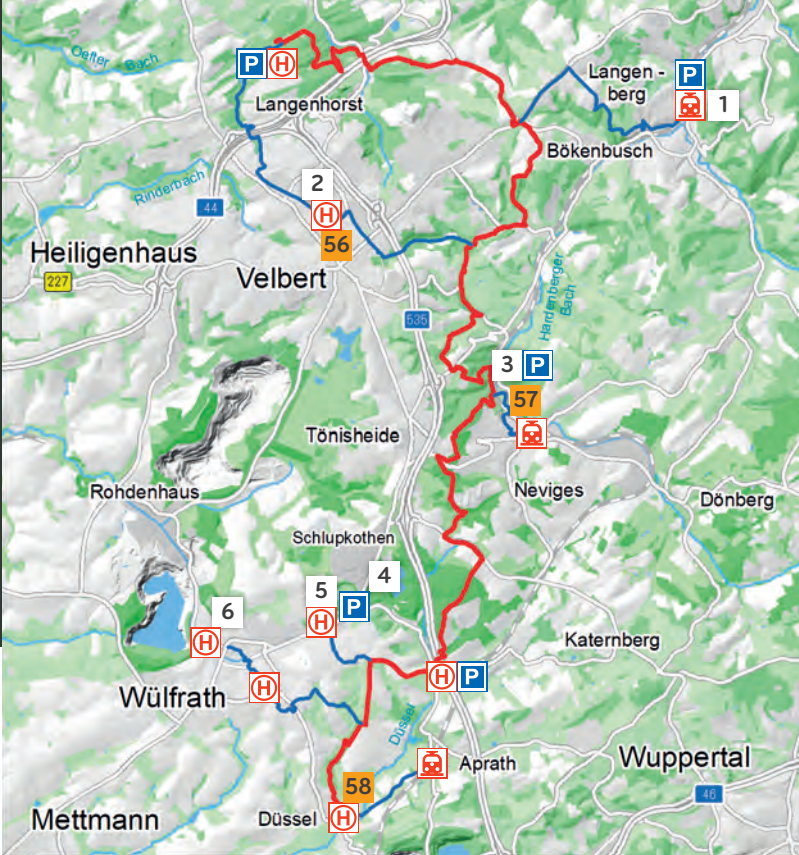 Oefter Bach
P
H
Langenhorst
Langen -
berg
P
1
Bökenbusch
Rinderbach
2
H
56
44
Heiligenhaus
227
Velbert
535
Hardenberger
Bach
3
P
57
Tönisheide
Rohdenhaus
Neviges
Dönberg
Schlupkothen
4
5
P
H
6
H
Katernberg
H
P
H
Wülfrath
Düssel
Aprath
Wuppertal
58
46
Mettmann
Düssel
H